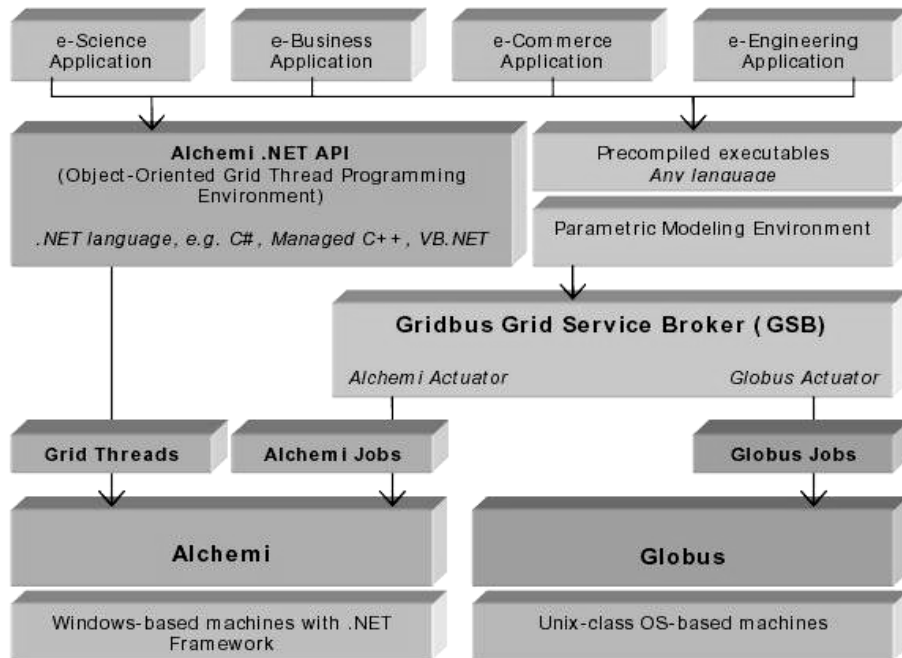 e-Science
Application
e-Business
Application
e-Commerce
Application
e-Engineering
Application
Alchemi .NET API
(Object-Oriented Grid Thread Programming
Environment)
.NET language, e.g. C#, Managed C++, VB.NET
Precompiled executables
Any language
Parametric Modeling Environment
Gridbus Grid Service Broker (GSB)
Alchemi Actuator
Globus Actuator
Grid Threads
Alchemi Jobs
Globus Jobs
Alchemi
Globus
Windows-based machines with .NET
Framework
Unix-class OS-based machines